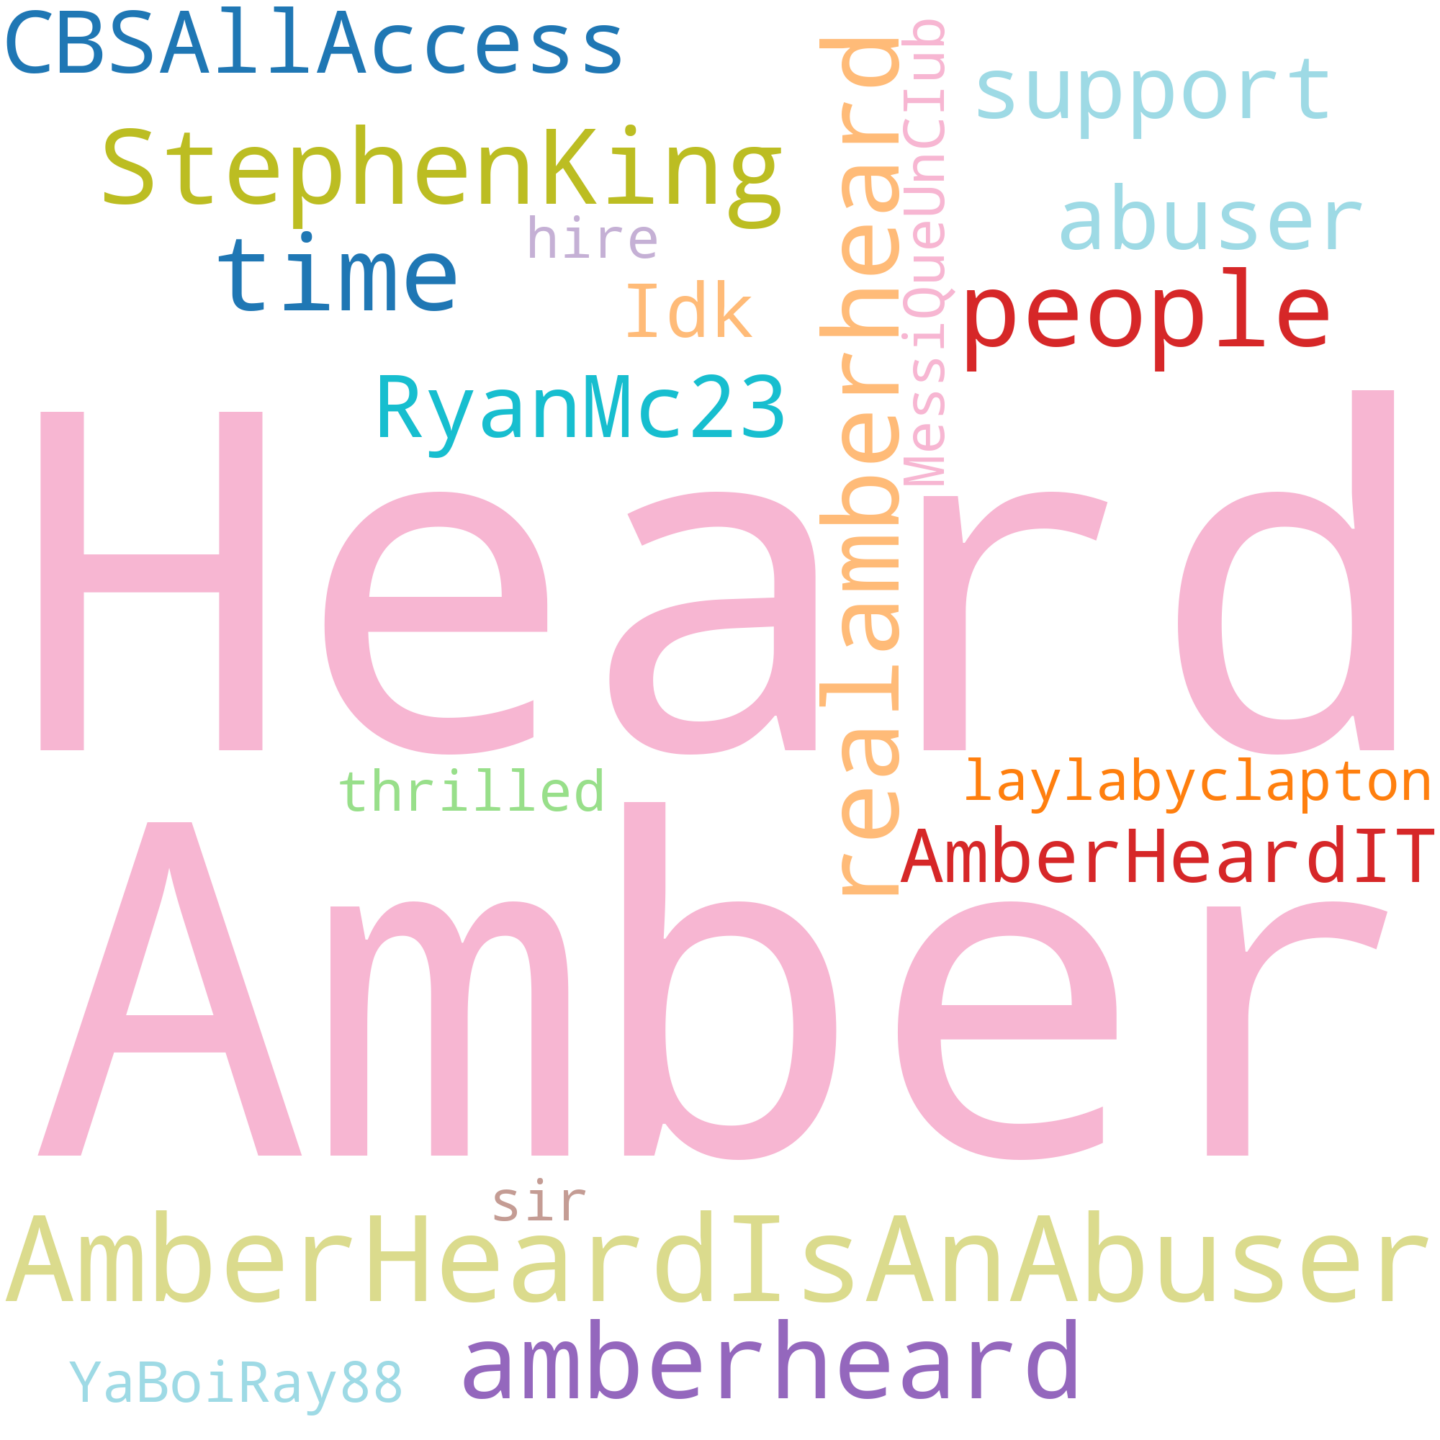 CBSAllAccess
StephenKing
support
abuser
hire
time
Idk
people
RyanMc23
realamberheard
MessiQueUnCIub
Heard
thrilled
laylabyclapton
AmberHeardIT
Amber
sir
AmberHeardIsAnAbuser
amberheard
YaBoiRay88